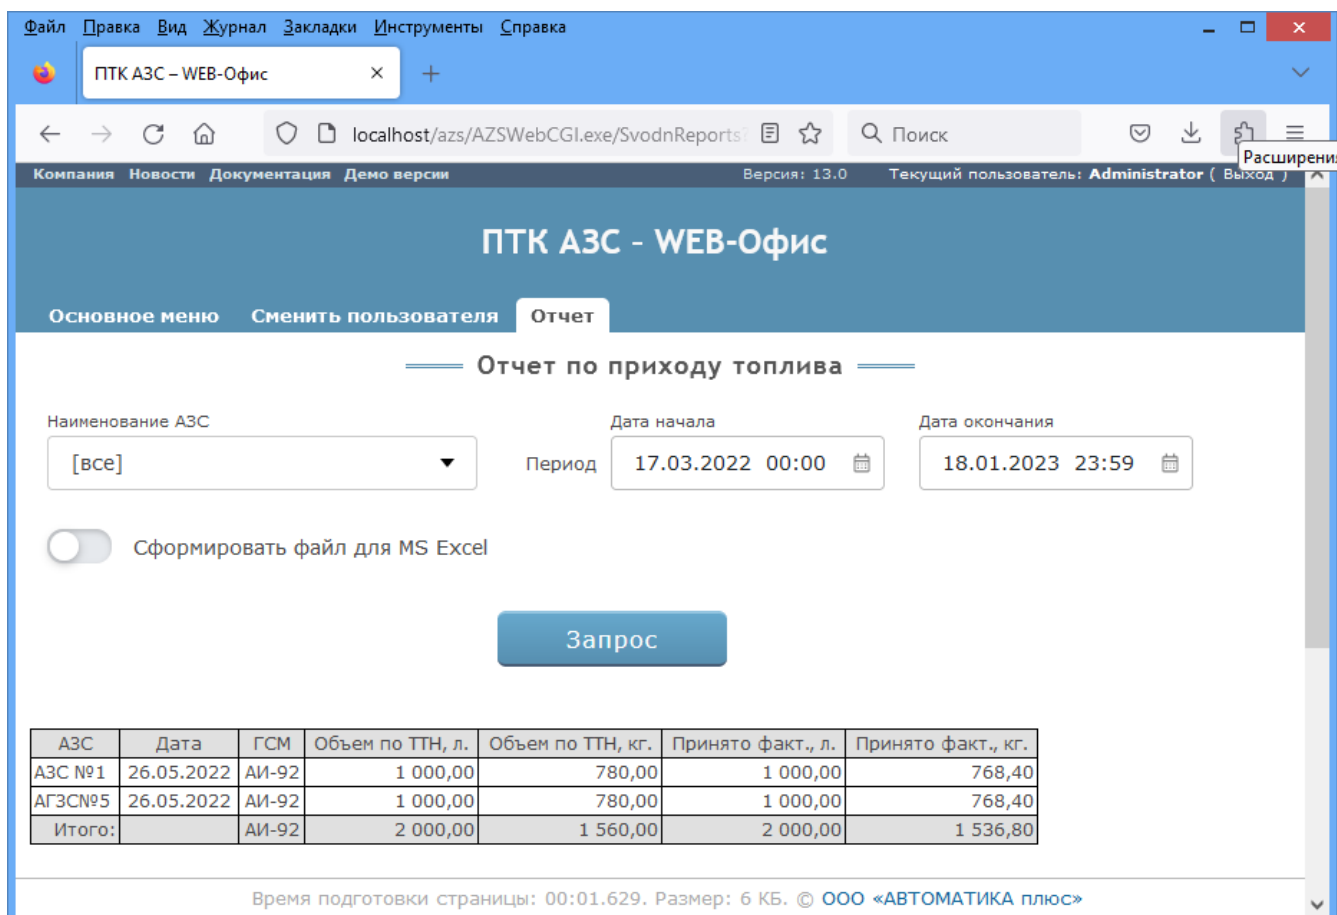 Файл Правка Вид Журнал Закладки Инструменты Справка
ПТК АЗС – WEB-Офис
localhost/azs/AZSWebCGI.exe/SvodnReports?
Поиск
Расширения
Компания Новости Документация Демо версии Версия: 13.0 Текущий пользователь: Administrator ( Выход )
ПТК АЗС - WEB-Офис
Основное меню Сменить пользователя Отчет
Отчет по приходу топлива
Наименование АЗС Дата начала Дата окончания
[все] Период 17.03.2022 00:00 18.01.2023 23:59
Сформировать файл для MS Excel
Запрос
АЗС Дата ГСМ Объем по ТТН, л. Объем по ТТН, кг. Принято факт., л. Принято факт., кг.
АЗС №1 26.05.2022 АИ-92 1 000,00 780,00 1 000,00 768,40
АГЗС№5 26.05.2022 АИ-92 1 000,00 780,00 1 000,00 768,40
Итого: АИ-92 2 000,00 1 560,00 2 000,00 1 536,80
Время подготовки страницы: 00:01.629. Размер: 6 КБ. © ООО «АВТОМАТИКА плюс»